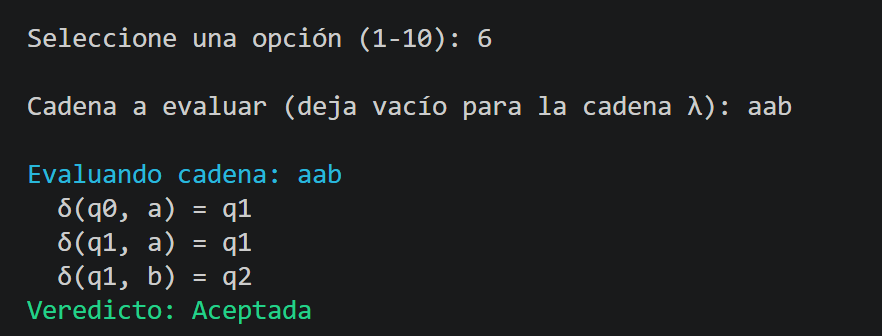 Seleccione una opción (1-10): 6
Cadena a evaluar (deja vacío para la cadena λ): aab
Evaluando cadena: aab
δ(q0, a) = q1
δ(q1, a) = q1
δ(q1, b) = q2
Veredicto: Aceptada